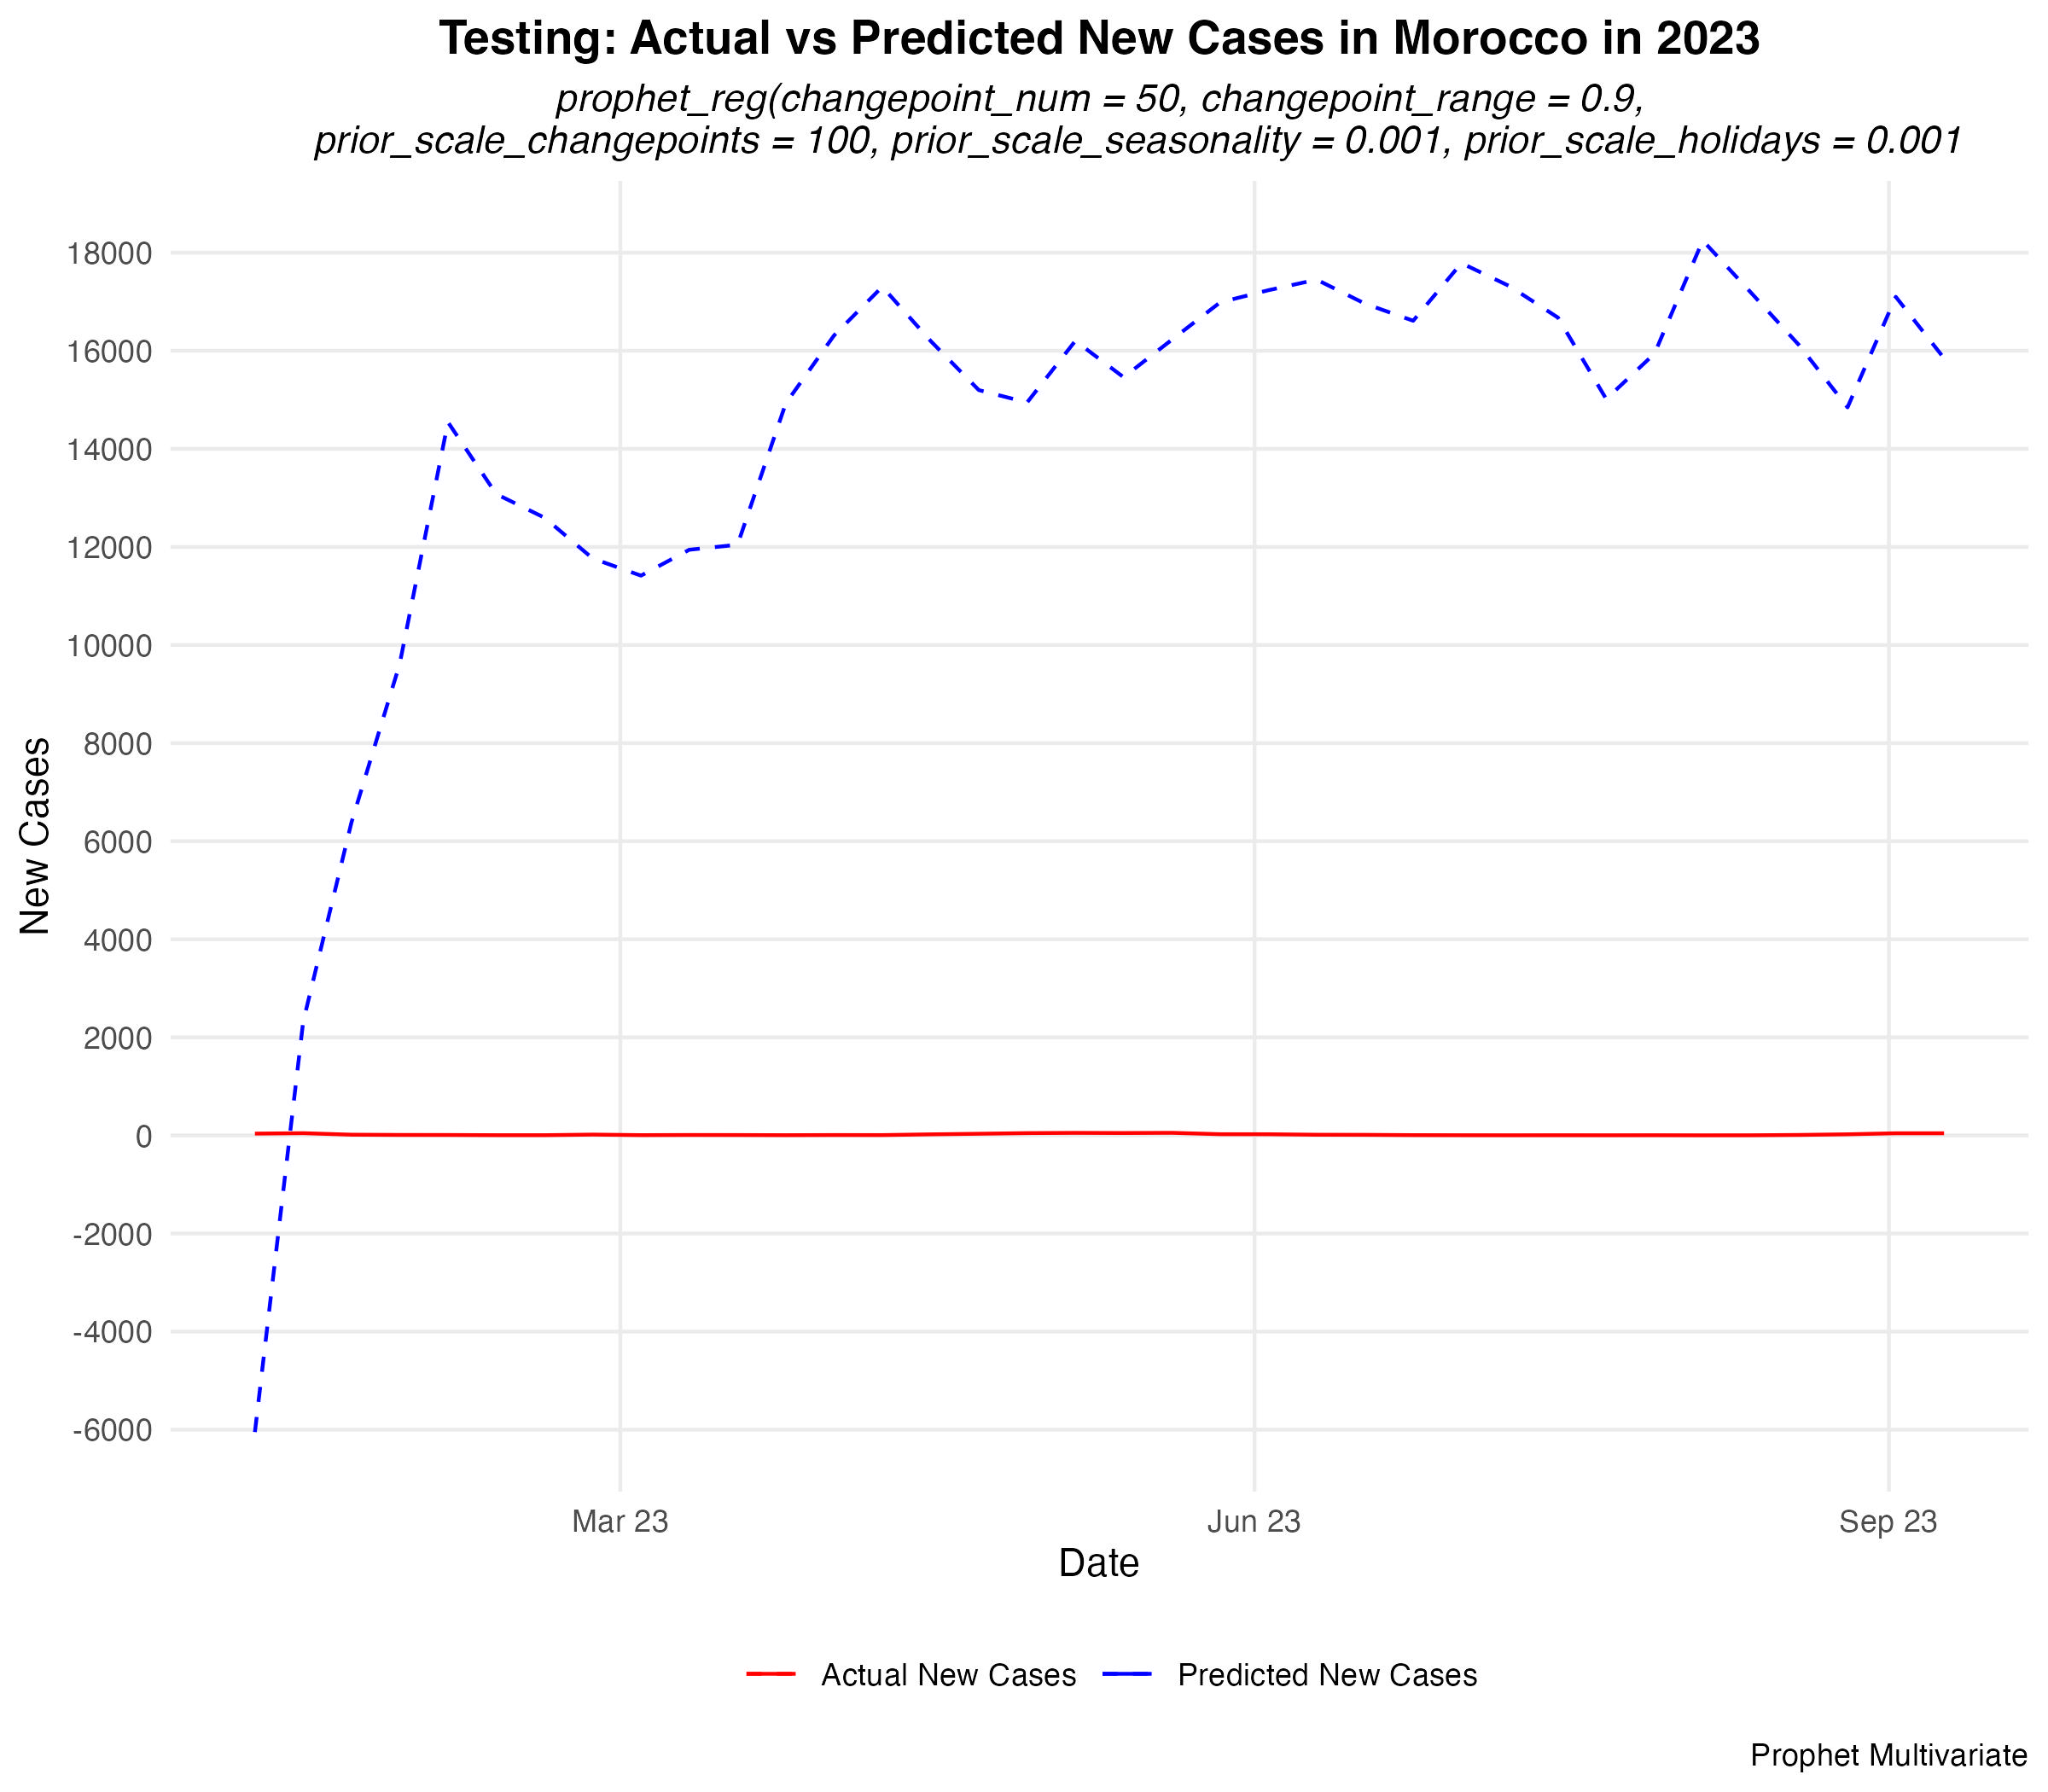 Testing: Actual vs Predicted New Cases in Morocco in 2023
prophet_reg(changepoint_num = 50, changepoint_range = 0.9,
prior_scale_changepoints = 100, prior_scale_seasonality = 0.001, prior_scale_holidays = 0.001
New Cases
18000
16000
14000
12000
10000
8000
6000
4000
2000
0
-2000
-4000
-6000
Mar 23
Jun 23
Sep 23
Date
Actual New Cases
Predicted New Cases
Prophet Multivariate